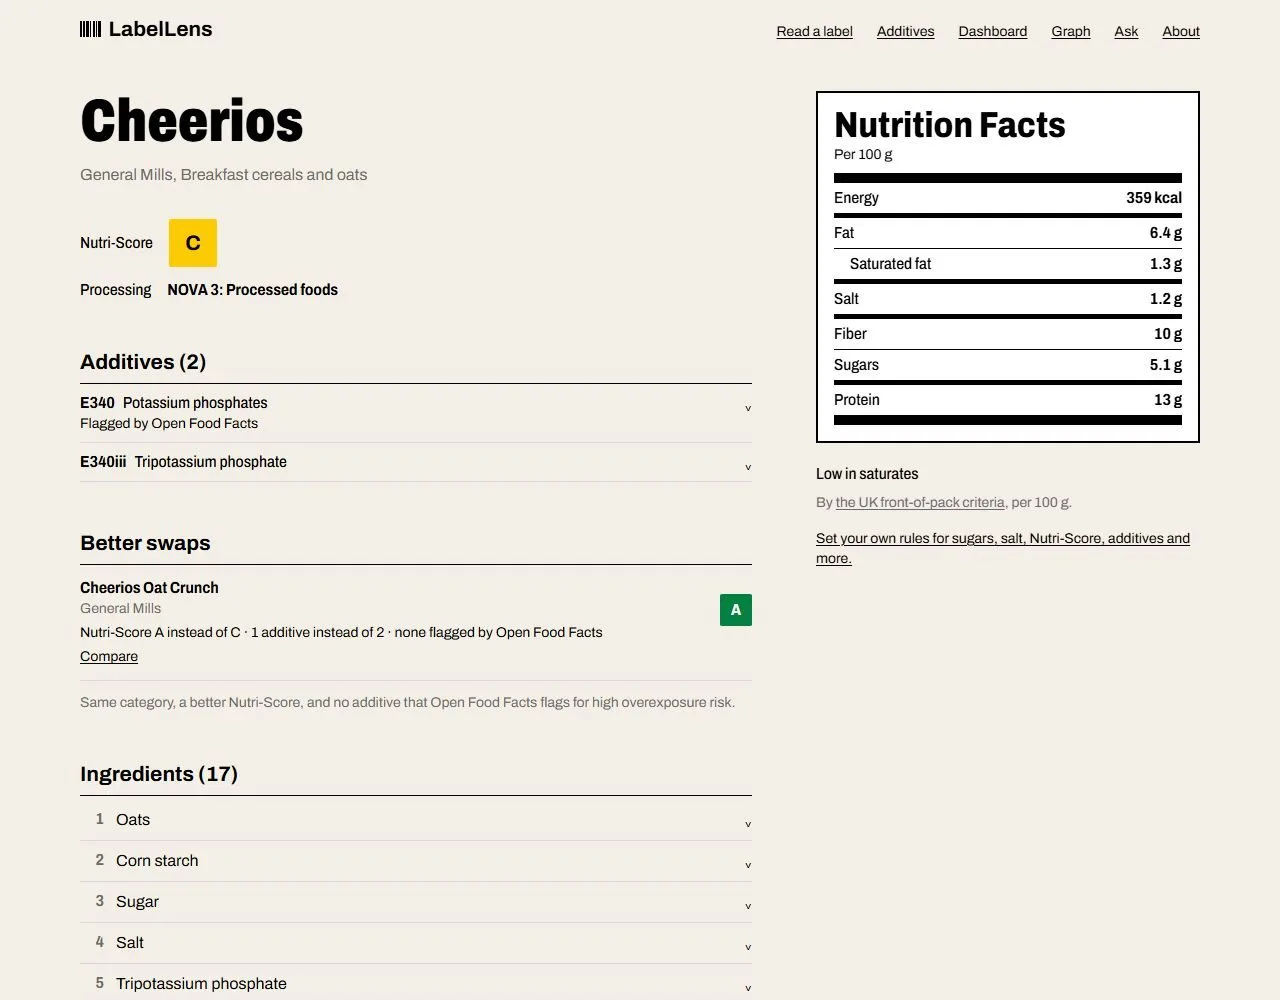 LabelLens
Read a label Additives Dashboard Graph Ask About
Cheerios
General Mills, Breakfast cereals and oats
Nutri-Score C
Processing NOVA 3: Processed foods
Additives (2)
E340 Potassium phosphates v
Flagged by Open Food Facts
E340iii Tripotassium phosphate v
Better swaps
Cheerios Oat Crunch
General Mills
A
Nutri-Score A instead of C · 1 additive instead of 2 · none flagged by Open Food Facts
Compare
Same category, a better Nutri-Score, and no additive that Open Food Facts flags for high overexposure risk.
Ingredients (17)
1 Oats v
2 Corn starch v
3 Sugar v
4 Salt v
5 Tripotassium phosphate v
Nutrition Facts
Per 100 g
Energy 359 kcal
Fat 6.4 g
Saturated fat 1.3 g
Salt 1.2 g
Fiber 10 g
Sugars 5.1 g
Protein 13 g
Low in saturates
By the UK front-of-pack criteria, per 100 g.
Set your own rules for sugars, salt, Nutri-Score, additives and
more.